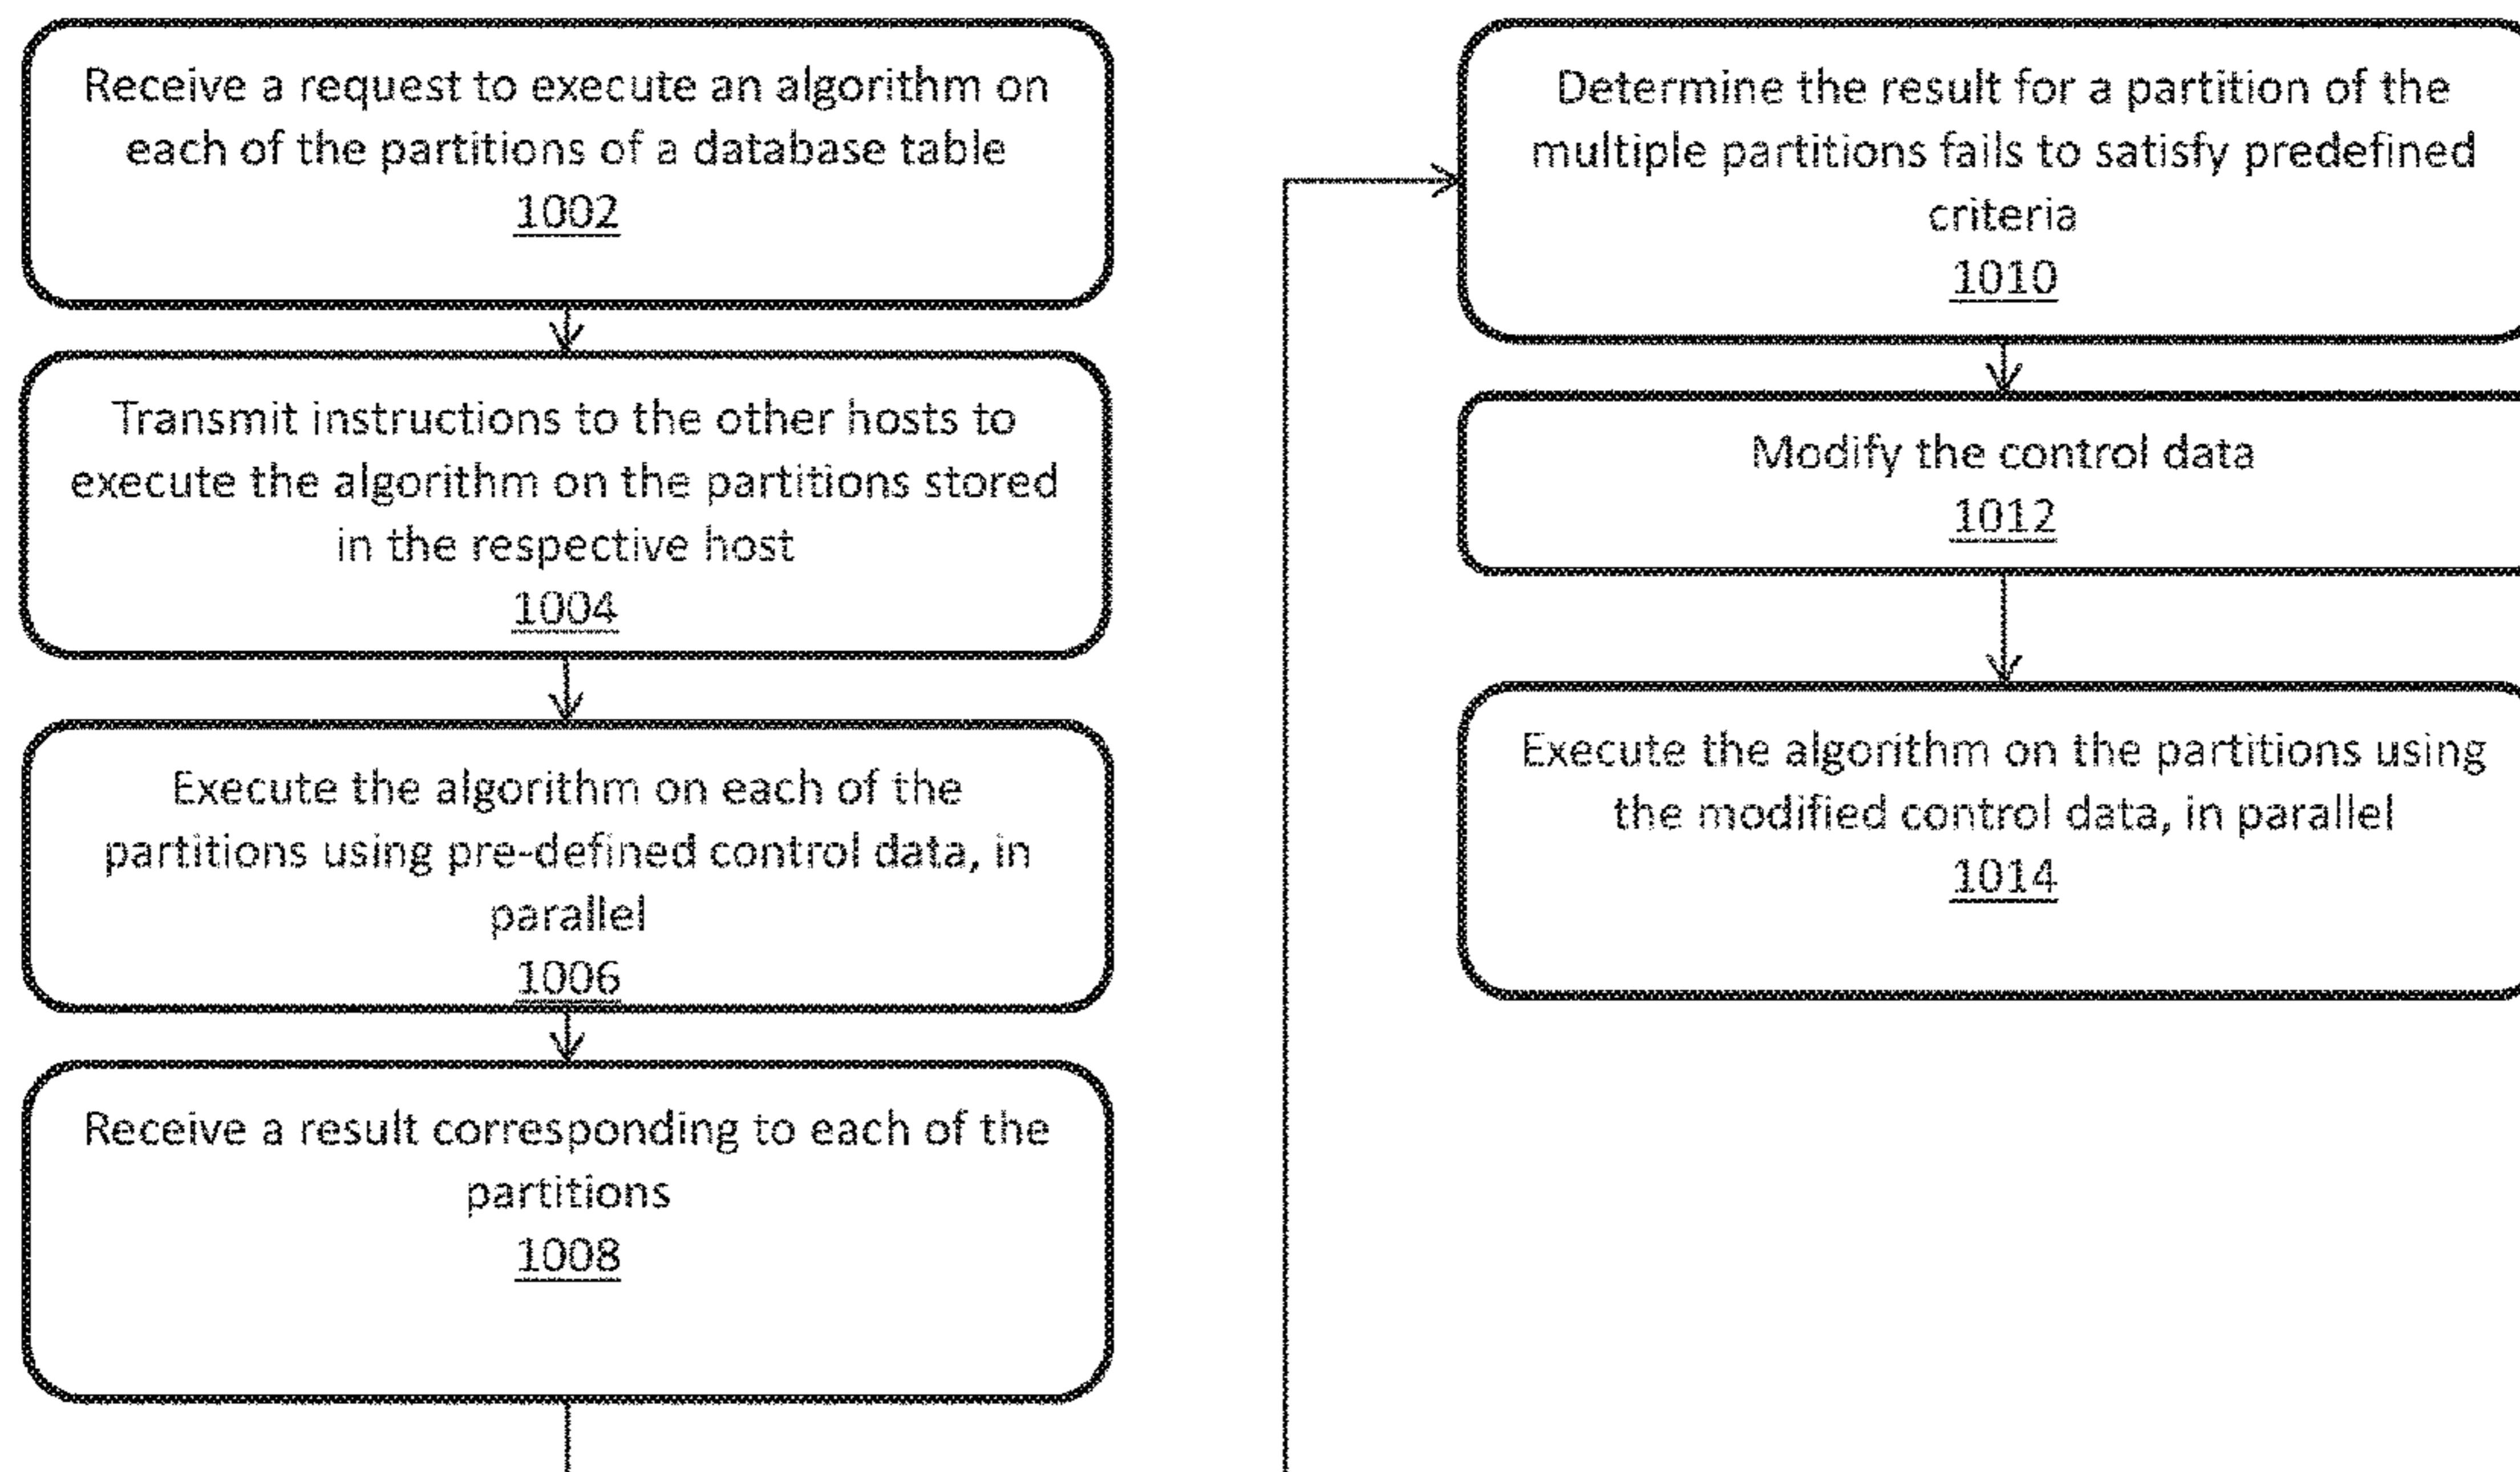 Receive a request to execute an algorithm on
each of the partitions of a database table
1002
Transmit instructions to the other hosts to
execute the algorithm on the partitions stored
in the respective host
1004
Execute the algorithm on each of the
partitions using pre-defined control data, in
parallel
1006
Receive a result corresponding to each of the
partitions
1008
Determine the result for a partition of the
multiple partitions fails to satisfy predefined
criteria
1010
Modify the control data
1012
Execute the algorithm on the partitions using
the modified control data, in parallel
1014